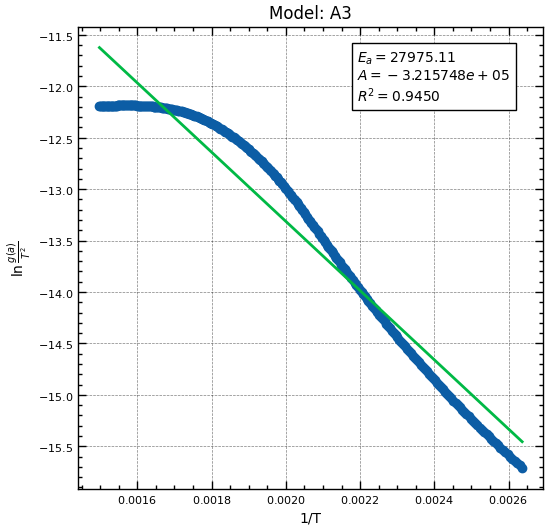 Model: A3
−11.5
−12.0
−12.5
−13.0
−13.5
−14.0
−14.5
−15.0
−15.5
ln g(a)/T²
E_a = 27975.11
A = −3.215748e + 05
R² = 0.9450
0.0016 0.0018 0.0020 0.0022 0.0024 0.0026
1/T